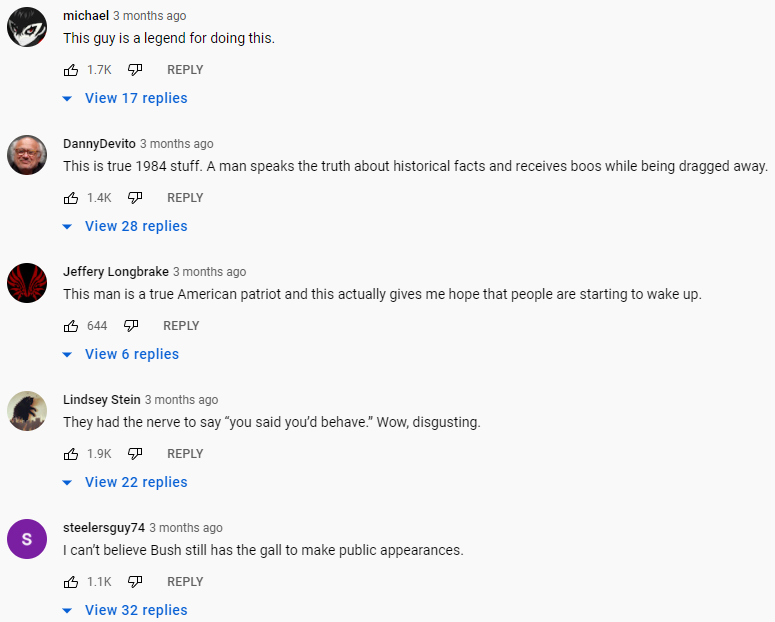 michael 3 months ago
This guy is a legend for doing this.
1.7K REPLY
View 17 replies
DannyDevito 3 months ago
This is true 1984 stuff. A man speaks the truth about historical facts and receives boos while being dragged away.
1.4K REPLY
View 28 replies
Jeffery Longbrake 3 months ago
This man is a true American patriot and this actually gives me hope that people are starting to wake up.
644 REPLY
View 6 replies
Lindsey Stein 3 months ago
They had the nerve to say “you said you’d behave.” Wow, disgusting.
1.9K REPLY
View 22 replies
S
steelersguy74 3 months ago
I can’t believe Bush still has the gall to make public appearances.
1.1K REPLY
View 32 replies